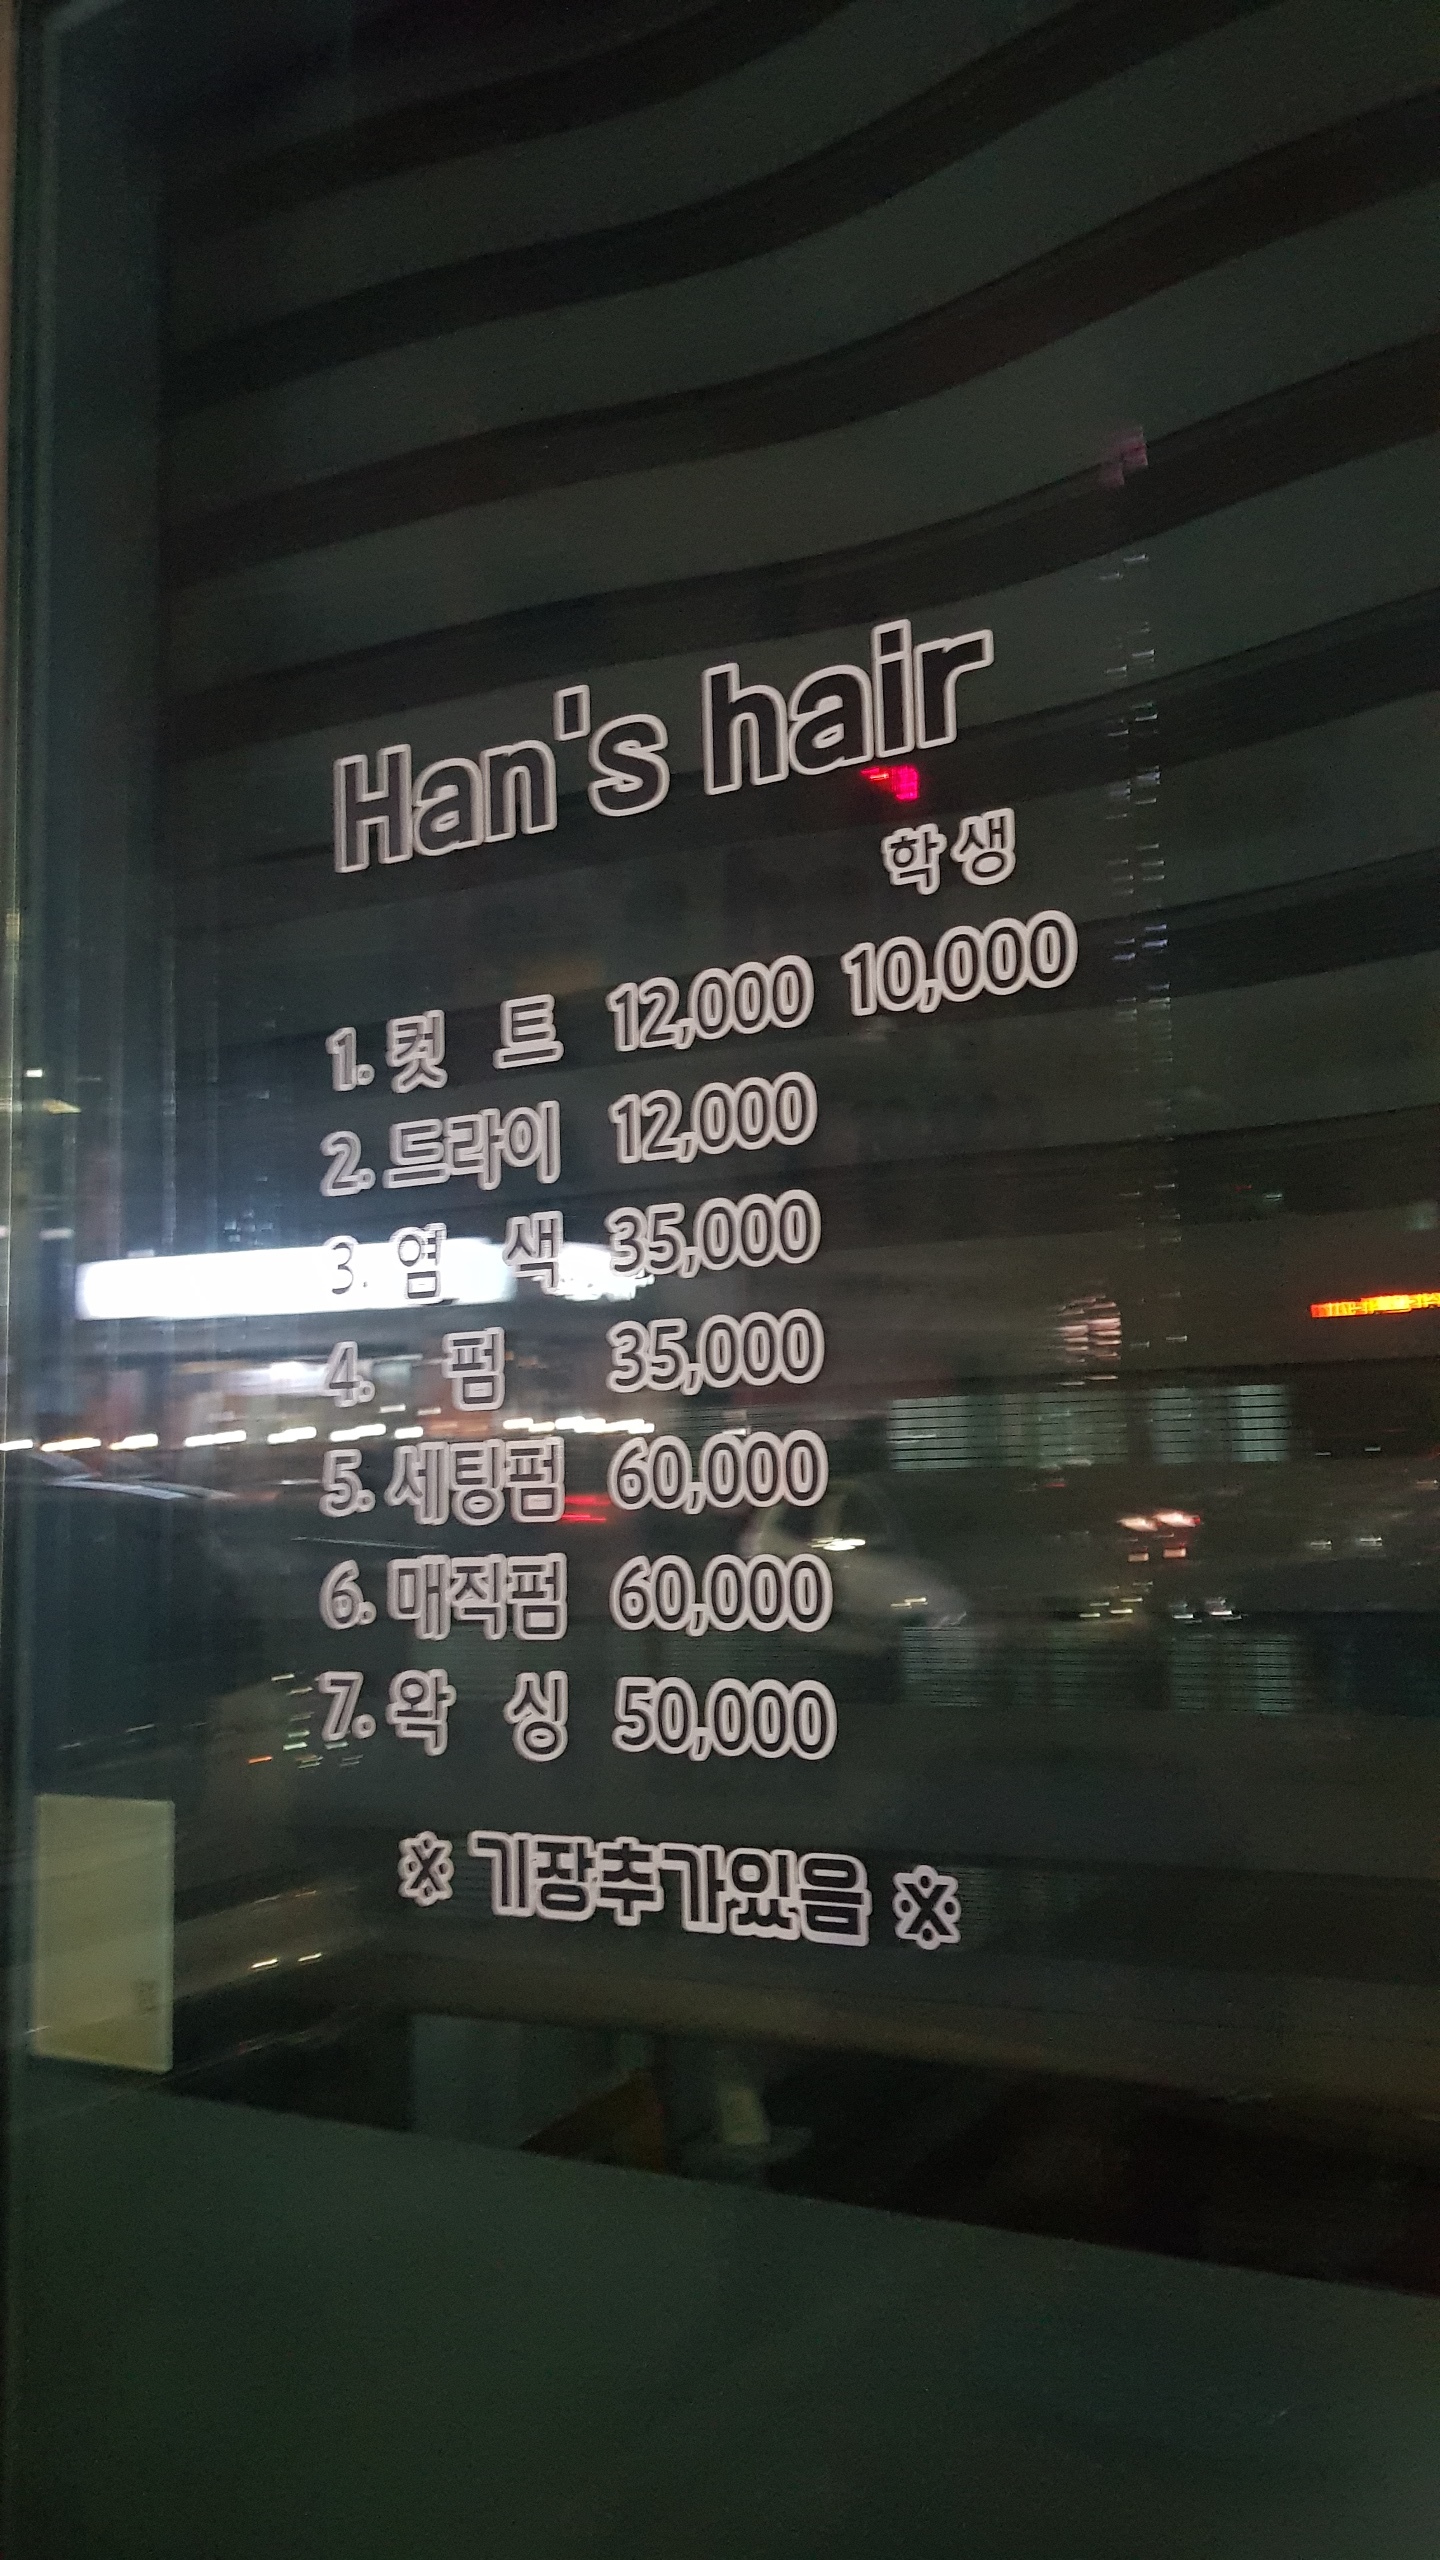 Han's hair
학생
1. 컷 트 12,000 10,000
2. 드라이 12,000
3. 염 색 35,000
4. 펌 35,000
5. 세팅펌 60,000
6. 매직펌 60,000
7. 왁 싱 50,000
※ 기장추가있음 ※